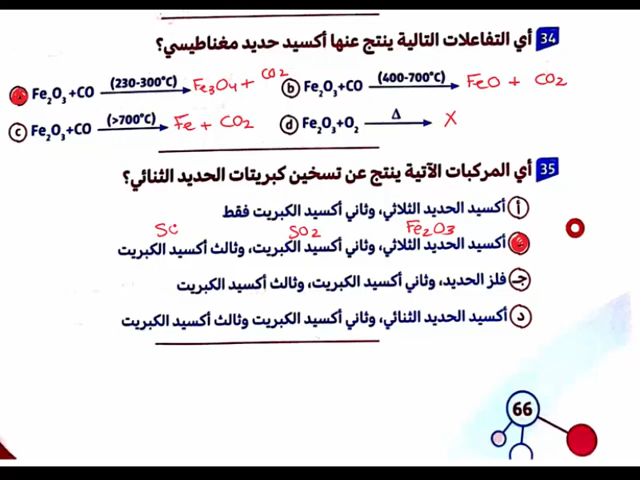 34 أي التفاعلات التالية ينتج عنها أكسيد حديد مغناطيسي؟
Fe₂O₃+CO (230-300°C) → Fe₃O₄ + CO₂
(b) Fe₂O₃+CO (400-700°C) → FeO + CO₂
(c) Fe₂O₃+CO (>700°C) → Fe + CO₂
(d) Fe₂O₃+O₂ Δ → X
35 أي المركبات الآتية ينتج عن تسخين كبريتات الحديد الثنائي؟
(أ) أكسيد الحديد الثلاثي، وثاني أكسيد الكبريت فقط
Fe₂O₃ SO₂ SC
أكسيد الحديد الثلاثي، وثاني أكسيد الكبريت، وثالث أكسيد الكبريت
(جـ) فلز الحديد، وثاني أكسيد الكبريت، وثالث أكسيد الكبريت
(د) أكسيد الحديد الثنائي، وثاني أكسيد الكبريت وثالث أكسيد الكبريت
66